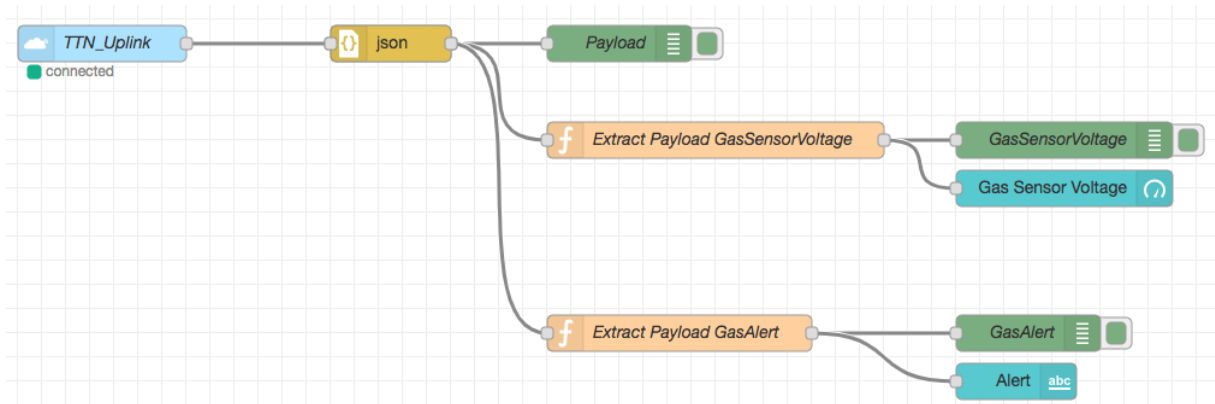 TTN_Uplink
connected
{} json
Payload
f Extract Payload GasSensorVoltage
GasSensorVoltage
Gas Sensor Voltage
f Extract Payload GasAlert
GasAlert
Alert abc